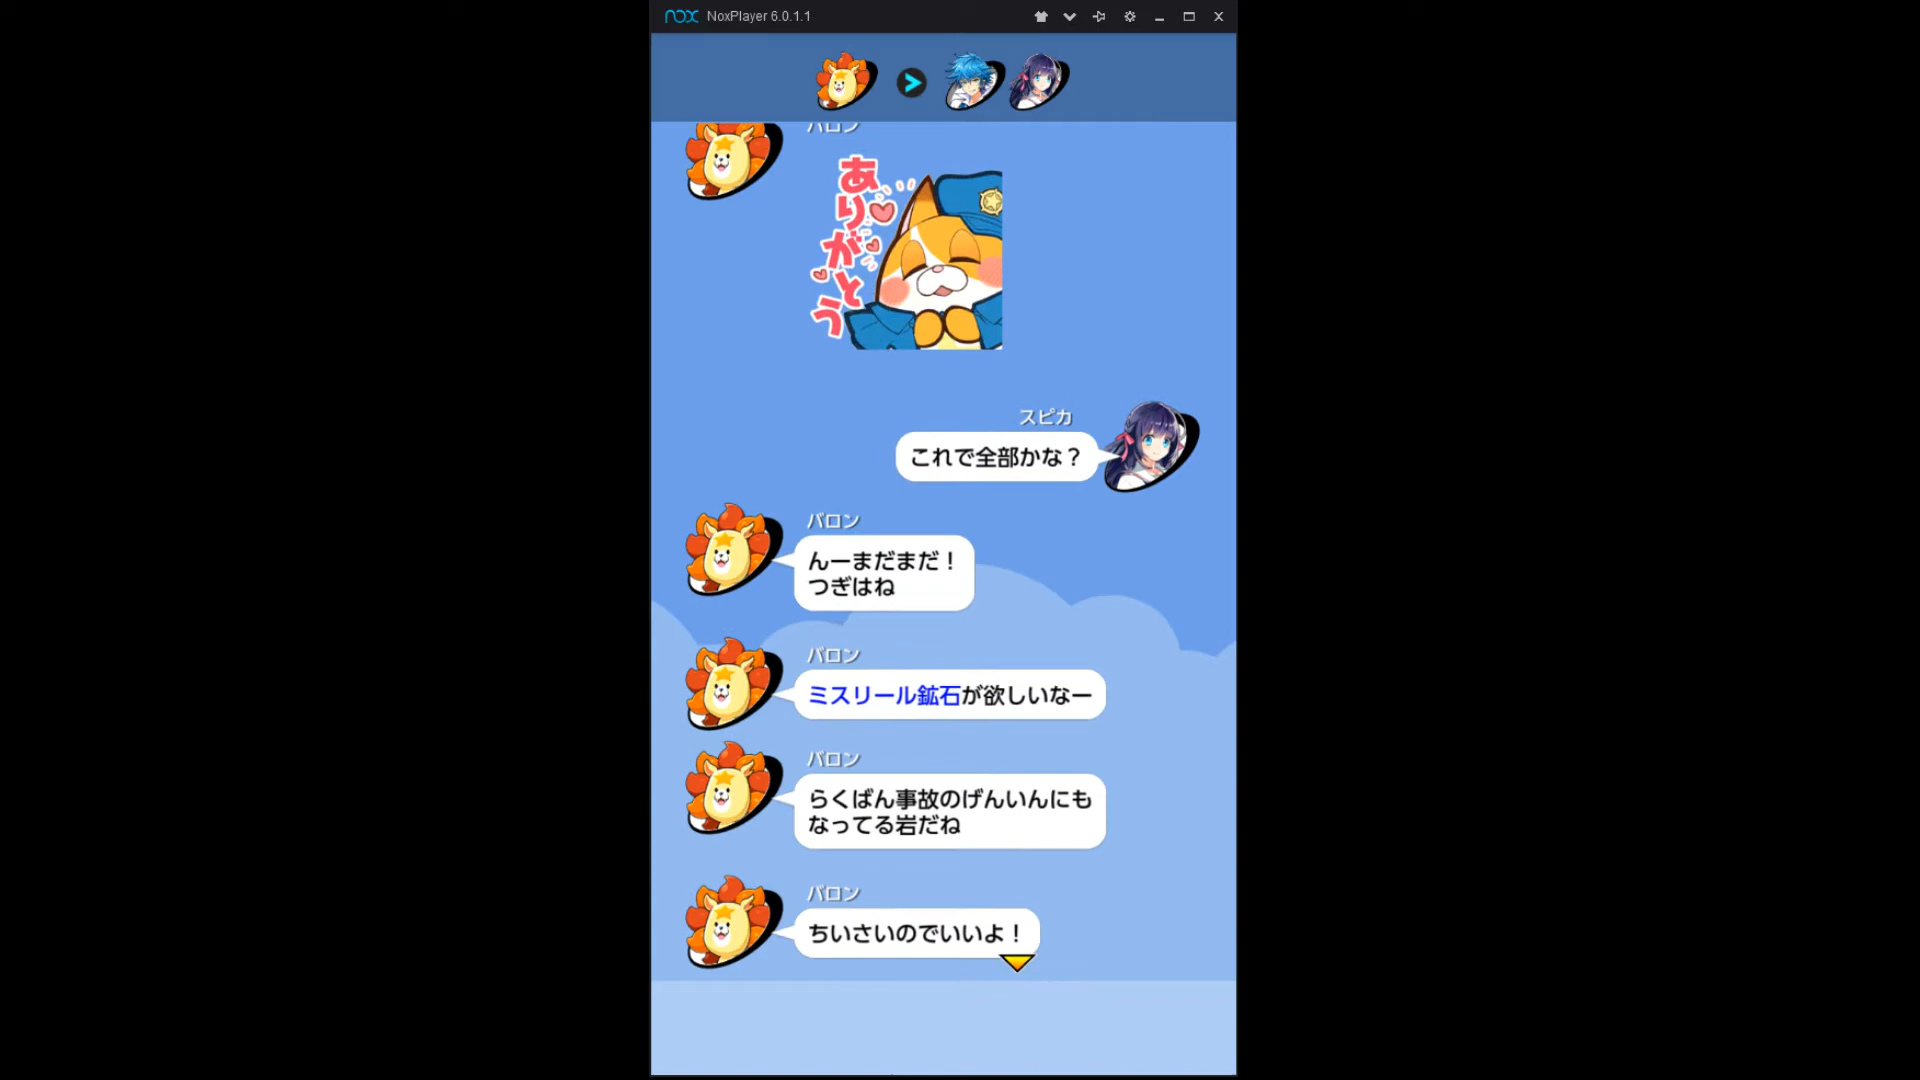 nox NoxPlayer 6.0.1.1
バロン
ありがとう
スピカ
これで全部かな？
バロン
んーまだまだ！
つぎはね
バロン
ミスリール鉱石が欲しいなー
バロン
らくばん事故のげんいんにも
なってる岩だね
バロン
ちいさいのでいいよ！